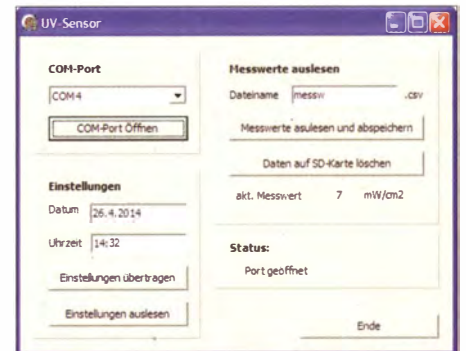 UV-Sensor
COM-Port
COM4
COM-Port Öffnen
Einstellungen
Datum 26.4.2014
Uhrzeit 14:32
Einstellungen übertragen
Einstellungen auslesen
Messwerte auslesen
Dateiname messw .csv
Messwerte asulesen und abspeichern
Daten auf SD-Karte löschen
akt. Messwert 7 mW/cm2
Status:
Port geöffnet
Ende